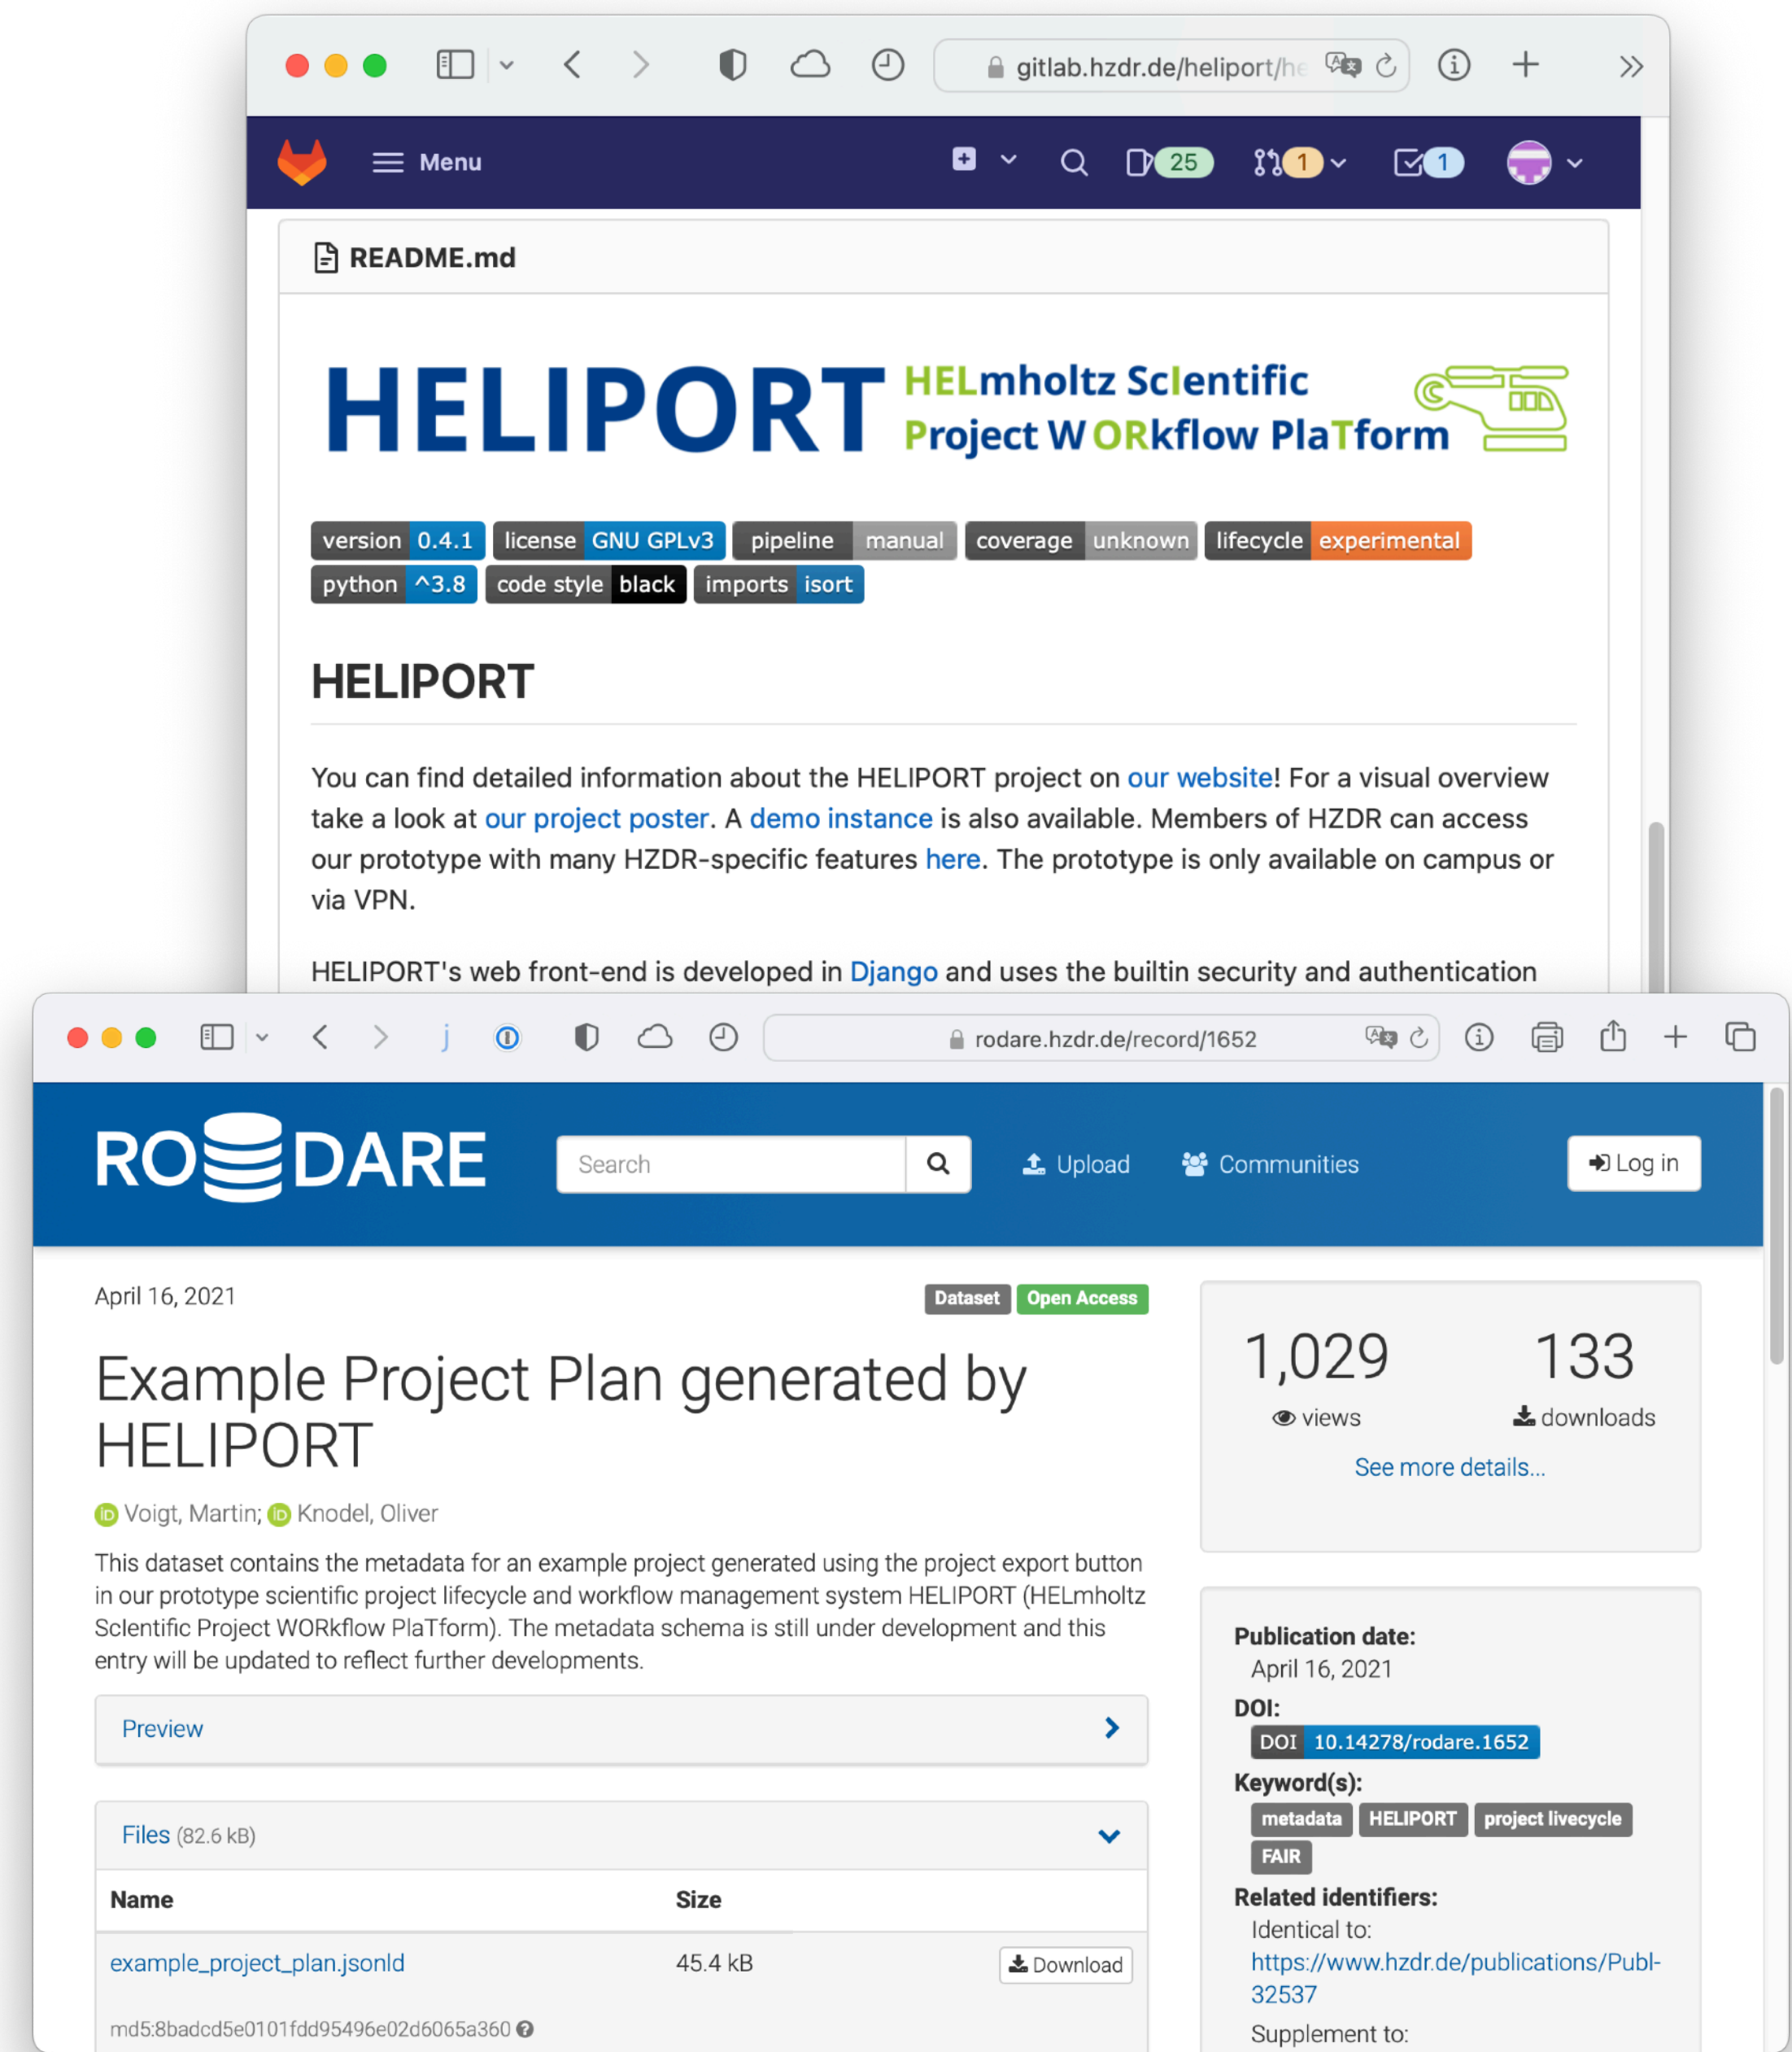 gitlab.hzdr.de/heliport/he
Menu
25
1
1
README.md
HELIPORT
HELmholtz ScIentific
Project WORkflow PlaTform
version 0.4.1 license GNU GPLv3 pipeline manual coverage unknown lifecycle experimental
python ^3.8 code style black imports isort
HELIPORT
You can find detailed information about the HELIPORT project on our website! For a visual overview
take a look at our project poster. A demo instance is also available. Members of HZDR can access
our prototype with many HZDR-specific features here. The prototype is only available on campus or
via VPN.
HELIPORT's web front-end is developed in Django and uses the builtin security and authentication
rodare.hzdr.de/record/1652
RODARE
Search
Upload
Communities
Log in
April 16, 2021
Dataset Open Access
Example Project Plan generated by
HELIPORT
Voigt, Martin; Knodel, Oliver
This dataset contains the metadata for an example project generated using the project export button
in our prototype scientific project lifecycle and workflow management system HELIPORT (HELmholtz
ScIentific Project WORkflow PlaTform). The metadata schema is still under development and this
entry will be updated to reflect further developments.
Preview
Files (82.6 kB)
Name Size
example_project_plan.jsonld 45.4 kB Download
md5:8badcd5e0101fdd95496e02d6065a360
1,029 133
views downloads
See more details...
Publication date:
April 16, 2021
DOI:
DOI 10.14278/rodare.1652
Keyword(s):
metadata HELIPORT project livecycle
FAIR
Related identifiers:
Identical to:
https://www.hzdr.de/publications/Publ-
32537
Supplement to: